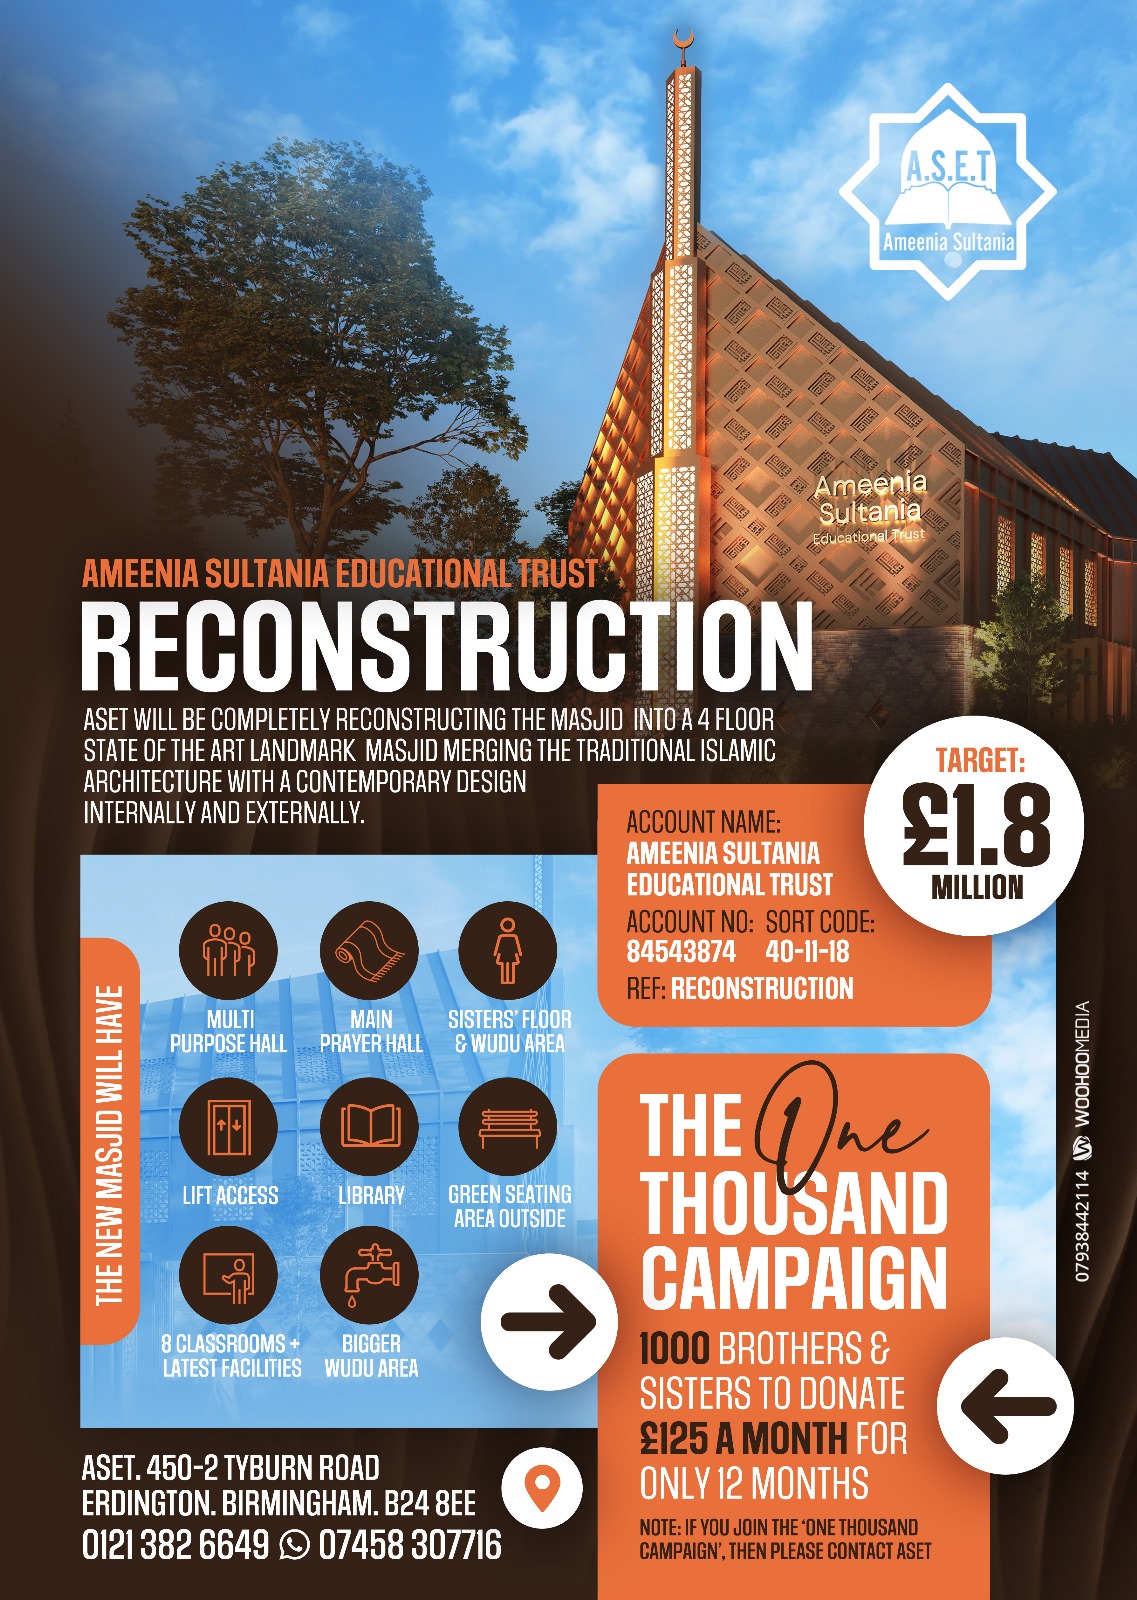 A.S.E.T
Ameenia Sultania
Ameenia
Sultania
Educational Trust
AMEENIA SULTANIA EDUCATIONAL TRUST
RECONSTRUCTION
ASET WILL BE COMPLETELY RECONSTRUCTING THE MASJID INTO A 4 FLOOR
STATE OF THE ART LANDMARK MASJID MERGING THE TRADITIONAL ISLAMIC
ARCHITECTURE WITH A CONTEMPORARY DESIGN
INTERNALLY AND EXTERNALLY.
TARGET:
£1.8
MILLION
ACCOUNT NAME:
AMEENIA SULTANIA
EDUCATIONAL TRUST
ACCOUNT NO: SORT CODE:
84543874 40-11-18
REF: RECONSTRUCTION
THE NEW MASJID WILL HAVE
MULTI
PURPOSE HALL
MAIN
PRAYER HALL
SISTERS' FLOOR
& WUDU AREA
LIFT ACCESS
LIBRARY
GREEN SEATING
AREA OUTSIDE
8 CLASSROOMS +
LATEST FACILITIES
BIGGER
WUDU AREA
THE One
THOUSAND
CAMPAIGN
1000 BROTHERS &
SISTERS TO DONATE
£125 A MONTH FOR
ONLY 12 MONTHS
NOTE: IF YOU JOIN THE 'ONE THOUSAND
CAMPAIGN', THEN PLEASE CONTACT ASET
ASET. 450-2 TYBURN ROAD
ERDINGTON. BIRMINGHAM. B24 8EE
0121 382 6649 07458 307716
07938442114 WOOHOOMEDIA